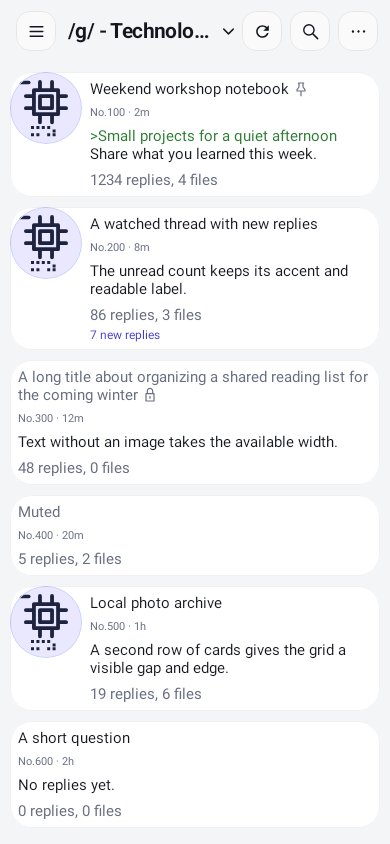 /g/ - Technolo...
Weekend workshop notebook
No.100 · 2m
>Small projects for a quiet afternoon
Share what you learned this week.
1234 replies, 4 files
A watched thread with new replies
No.200 · 8m
The unread count keeps its accent and
readable label.
86 replies, 3 files
7 new replies
A long title about organizing a shared reading list for
the coming winter
No.300 · 12m
Text without an image takes the available width.
48 replies, 0 files
Muted
No.400 · 20m
5 replies, 2 files
Local photo archive
No.500 · 1h
A second row of cards gives the grid a
visible gap and edge.
19 replies, 6 files
A short question
No.600 · 2h
No replies yet.
0 replies, 0 files